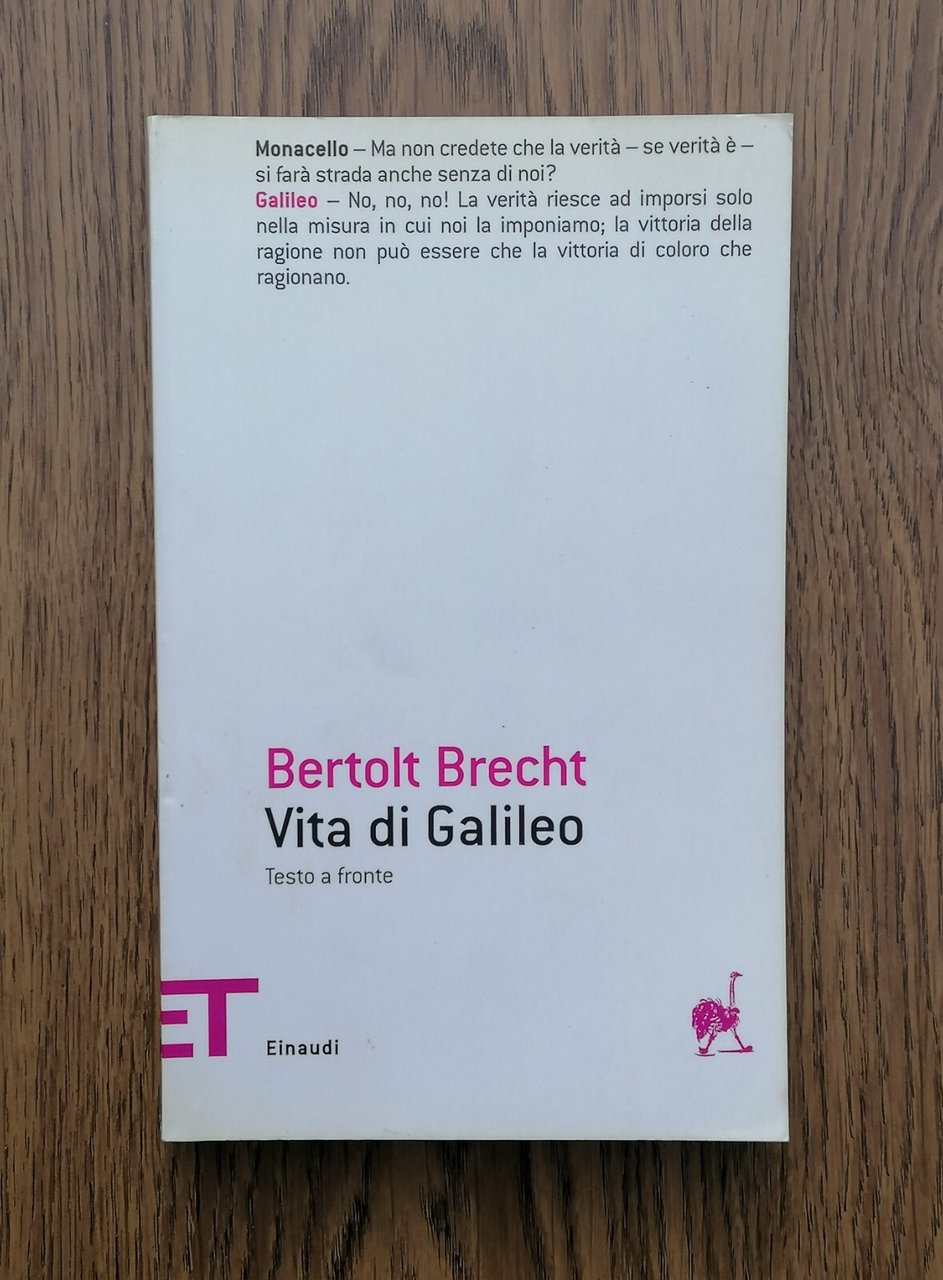 Monacello – Ma non credete che la verità – se verità è –
si farà strada anche senza di noi?
Galileo – No, no, no! La verità riesce ad imporsi solo
nella misura in cui noi la imponiamo; la vittoria della
ragione non può essere che la vittoria di coloro che
ragionano.
Bertolt Brecht
Vita di Galileo
Testo a fronte
ET
Einaudi